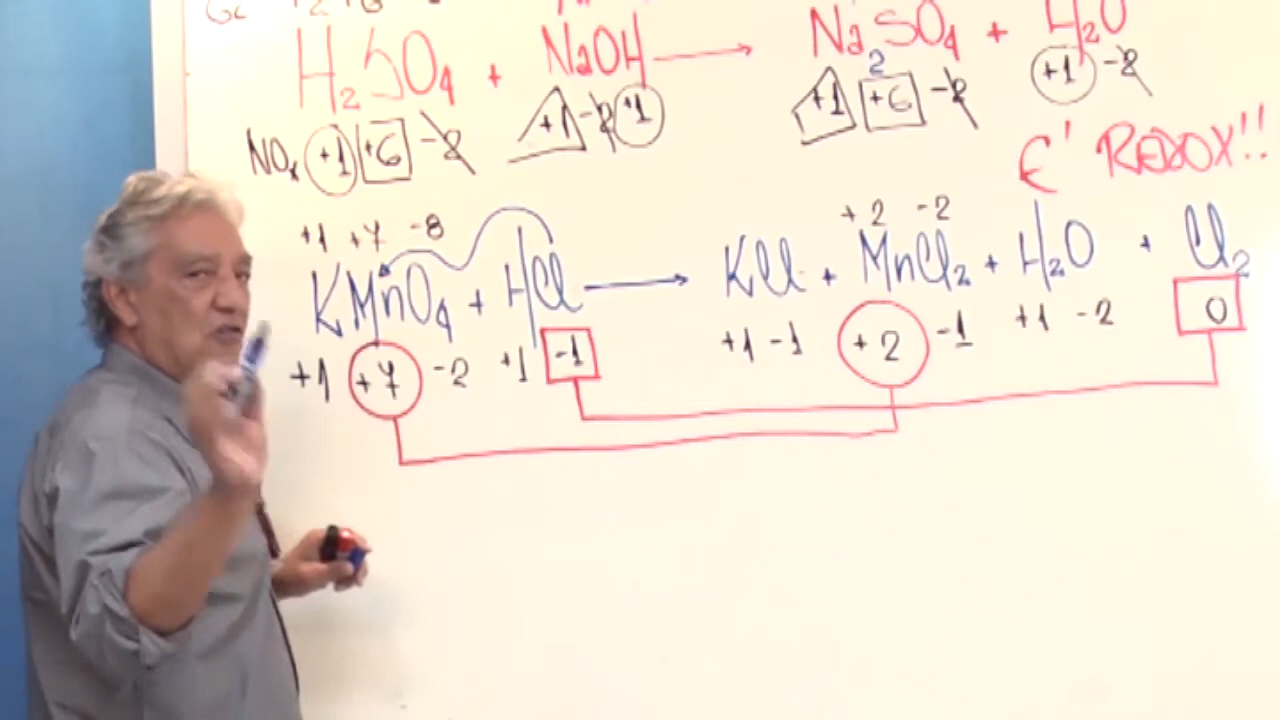 H₂SO₄ + NaOH → Na₂SO₄ + H₂O
NOx +1 +6 -2 +1 -2 +1 +1 2 +6 -2 +1 -2
E' REDOX!!
+1 +7 -8 +2 -2
KMnO₄ + HCl → KCl + MnCl₂ + H₂O + Cl₂
+1 +7 -2 +1 -1 +1 -1 +2 -1 +1 -2 0